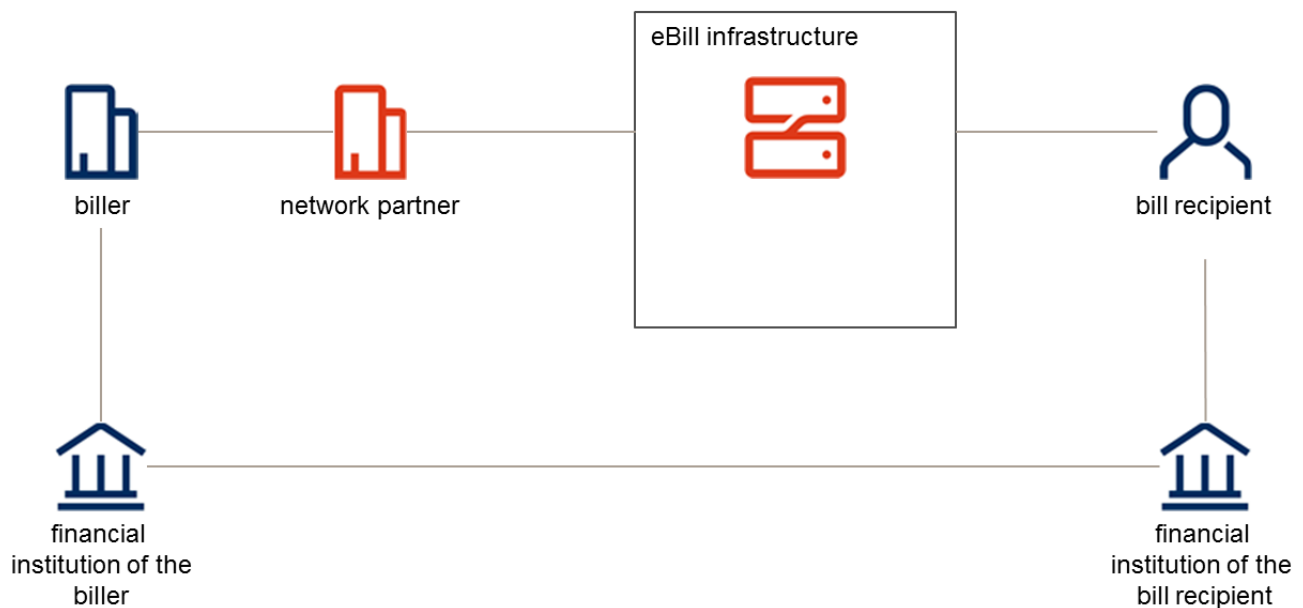 eBill infrastructure
biller
network partner
bill recipient
financial
institution of the
biller
financial
institution of the
bill recipient